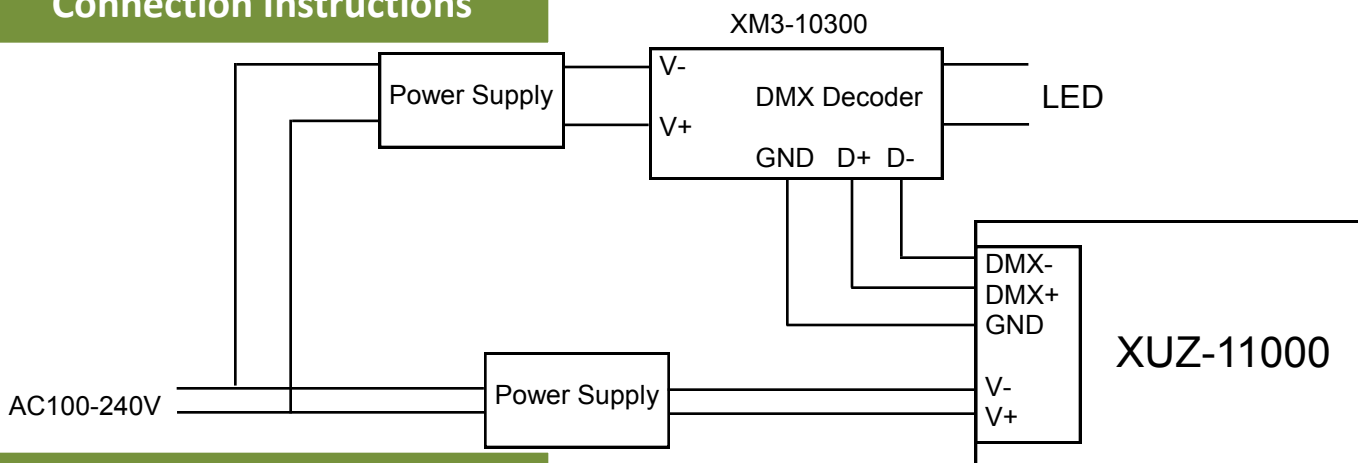 Connection Instructions
XM3-10300
Power Supply
V-
DMX Decoder
LED
V+
GND D+ D-
DMX-
DMX+
GND
XUZ-11000
AC100-240V
Power Supply
V-
V+